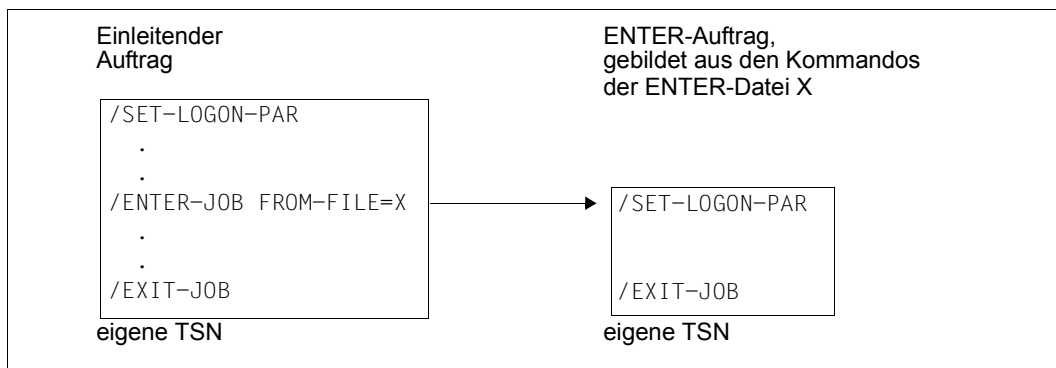 Einleitender
Auftrag
/SET-LOGON-PAR
.
.
/ENTER-JOB FROM-FILE=X
.
.
/EXIT-JOB
eigene TSN
ENTER-Auftrag,
gebildet aus den Kommandos
der ENTER-Datei X
/SET-LOGON-PAR
/EXIT-JOB
eigene TSN